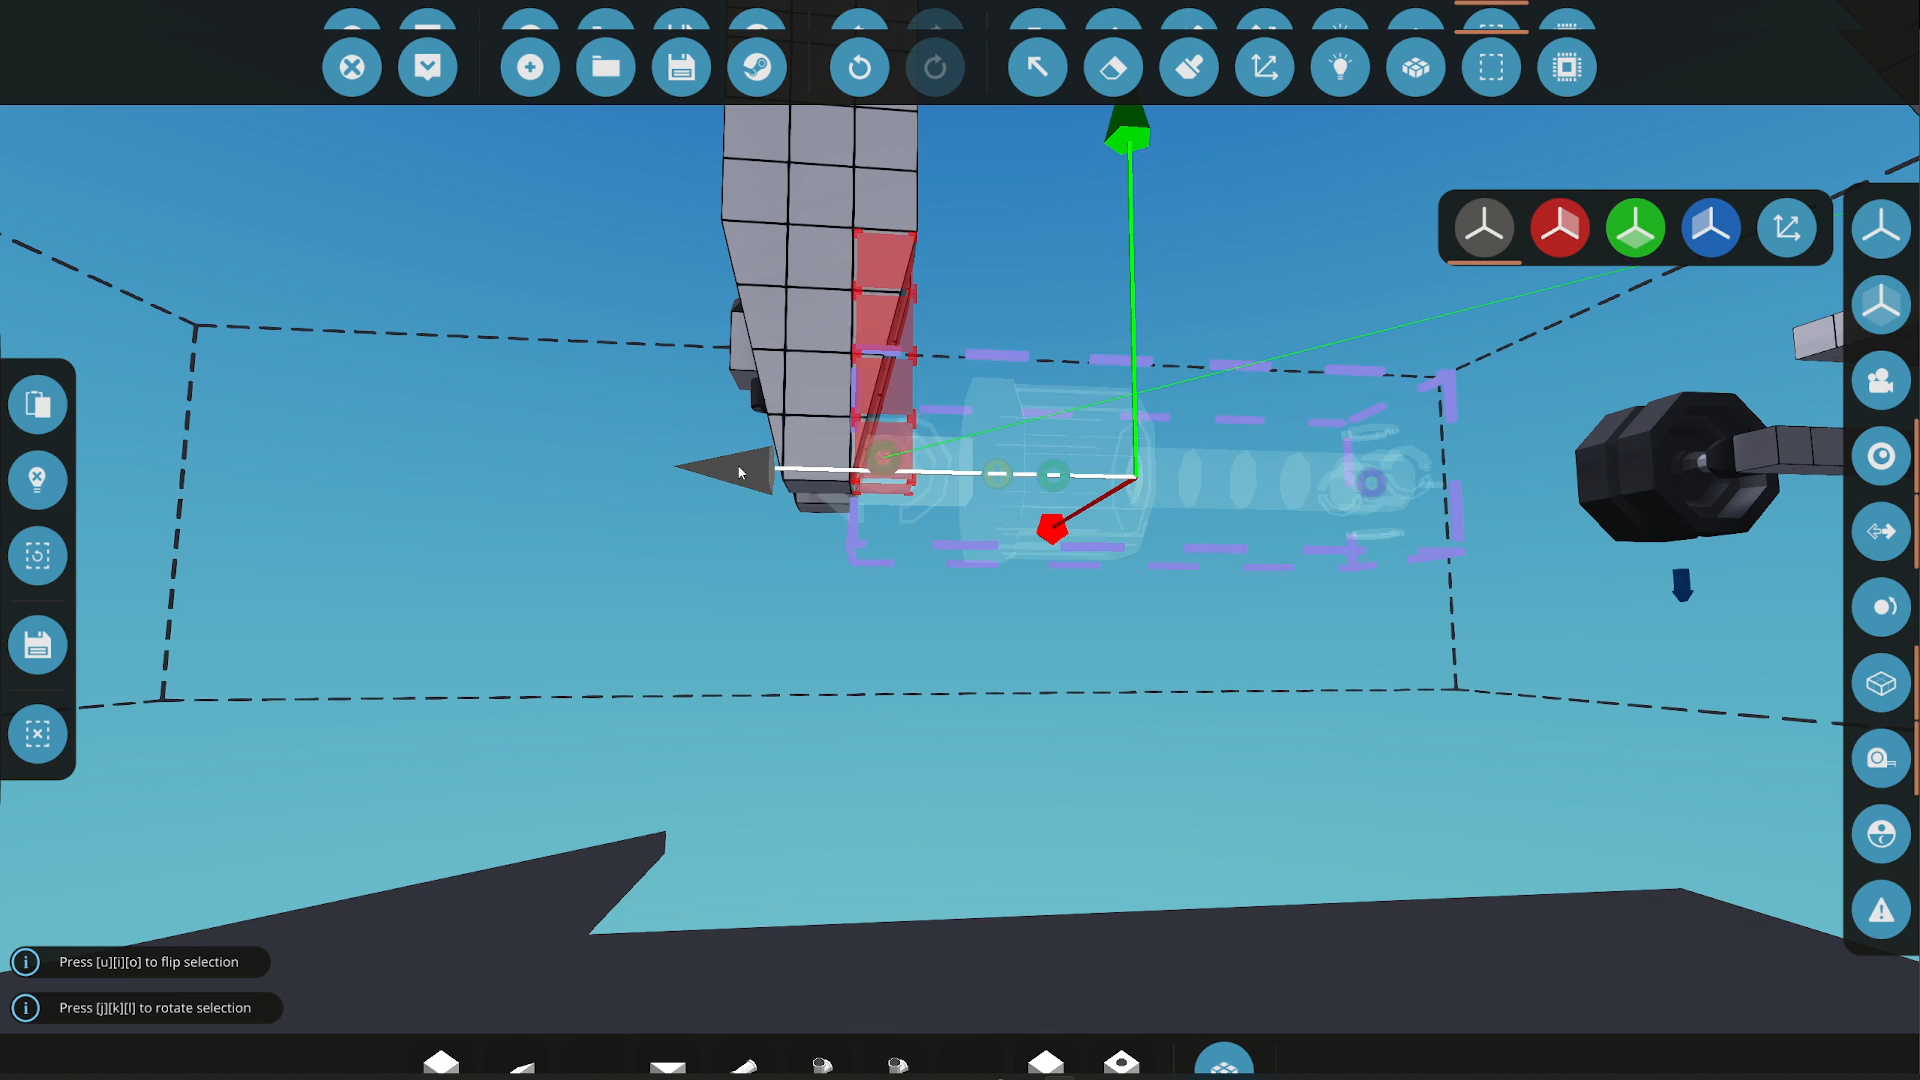 Press [u][i][o] to flip selection
Press [j][k][l] to rotate selection